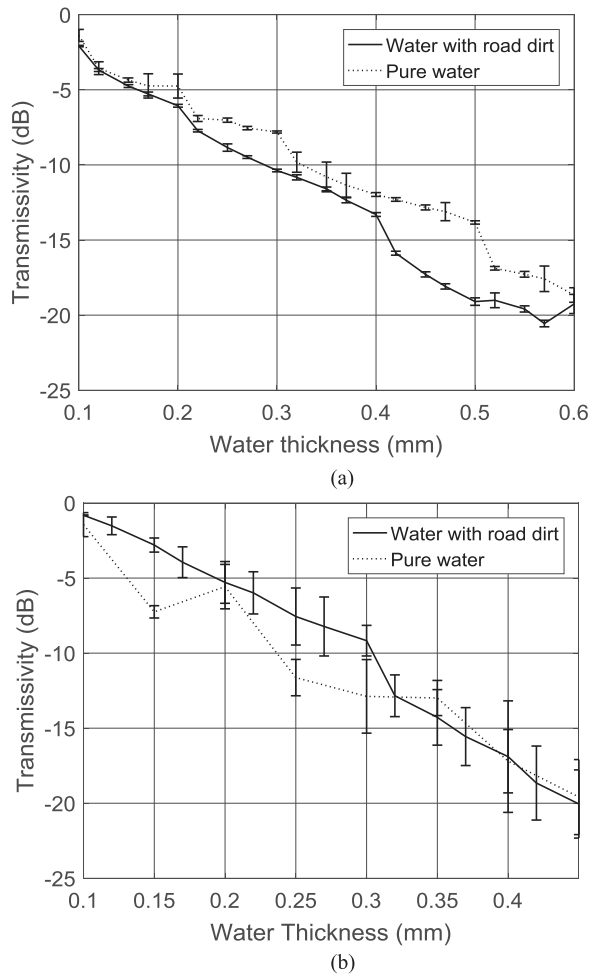 0
-5
-10
-15
-20
-25
Transmissivity (dB)
Water with road dirt
Pure water
0.1 0.2 0.3 0.4 0.5 0.6
Water thickness (mm)
(a)
0
-5
-10
-15
-20
-25
Transmissivity (dB)
Water with road dirt
Pure water
0.1 0.15 0.2 0.25 0.3 0.35 0.4
Water Thickness (mm)
(b)